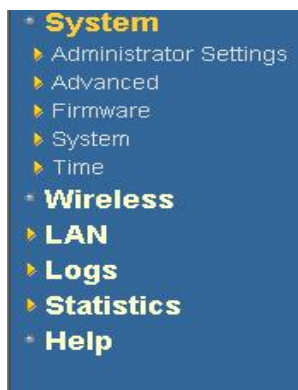 System
Administrator Settings
Advanced
Firmware
System
Time
Wireless
LAN
Logs
Statistics
Help